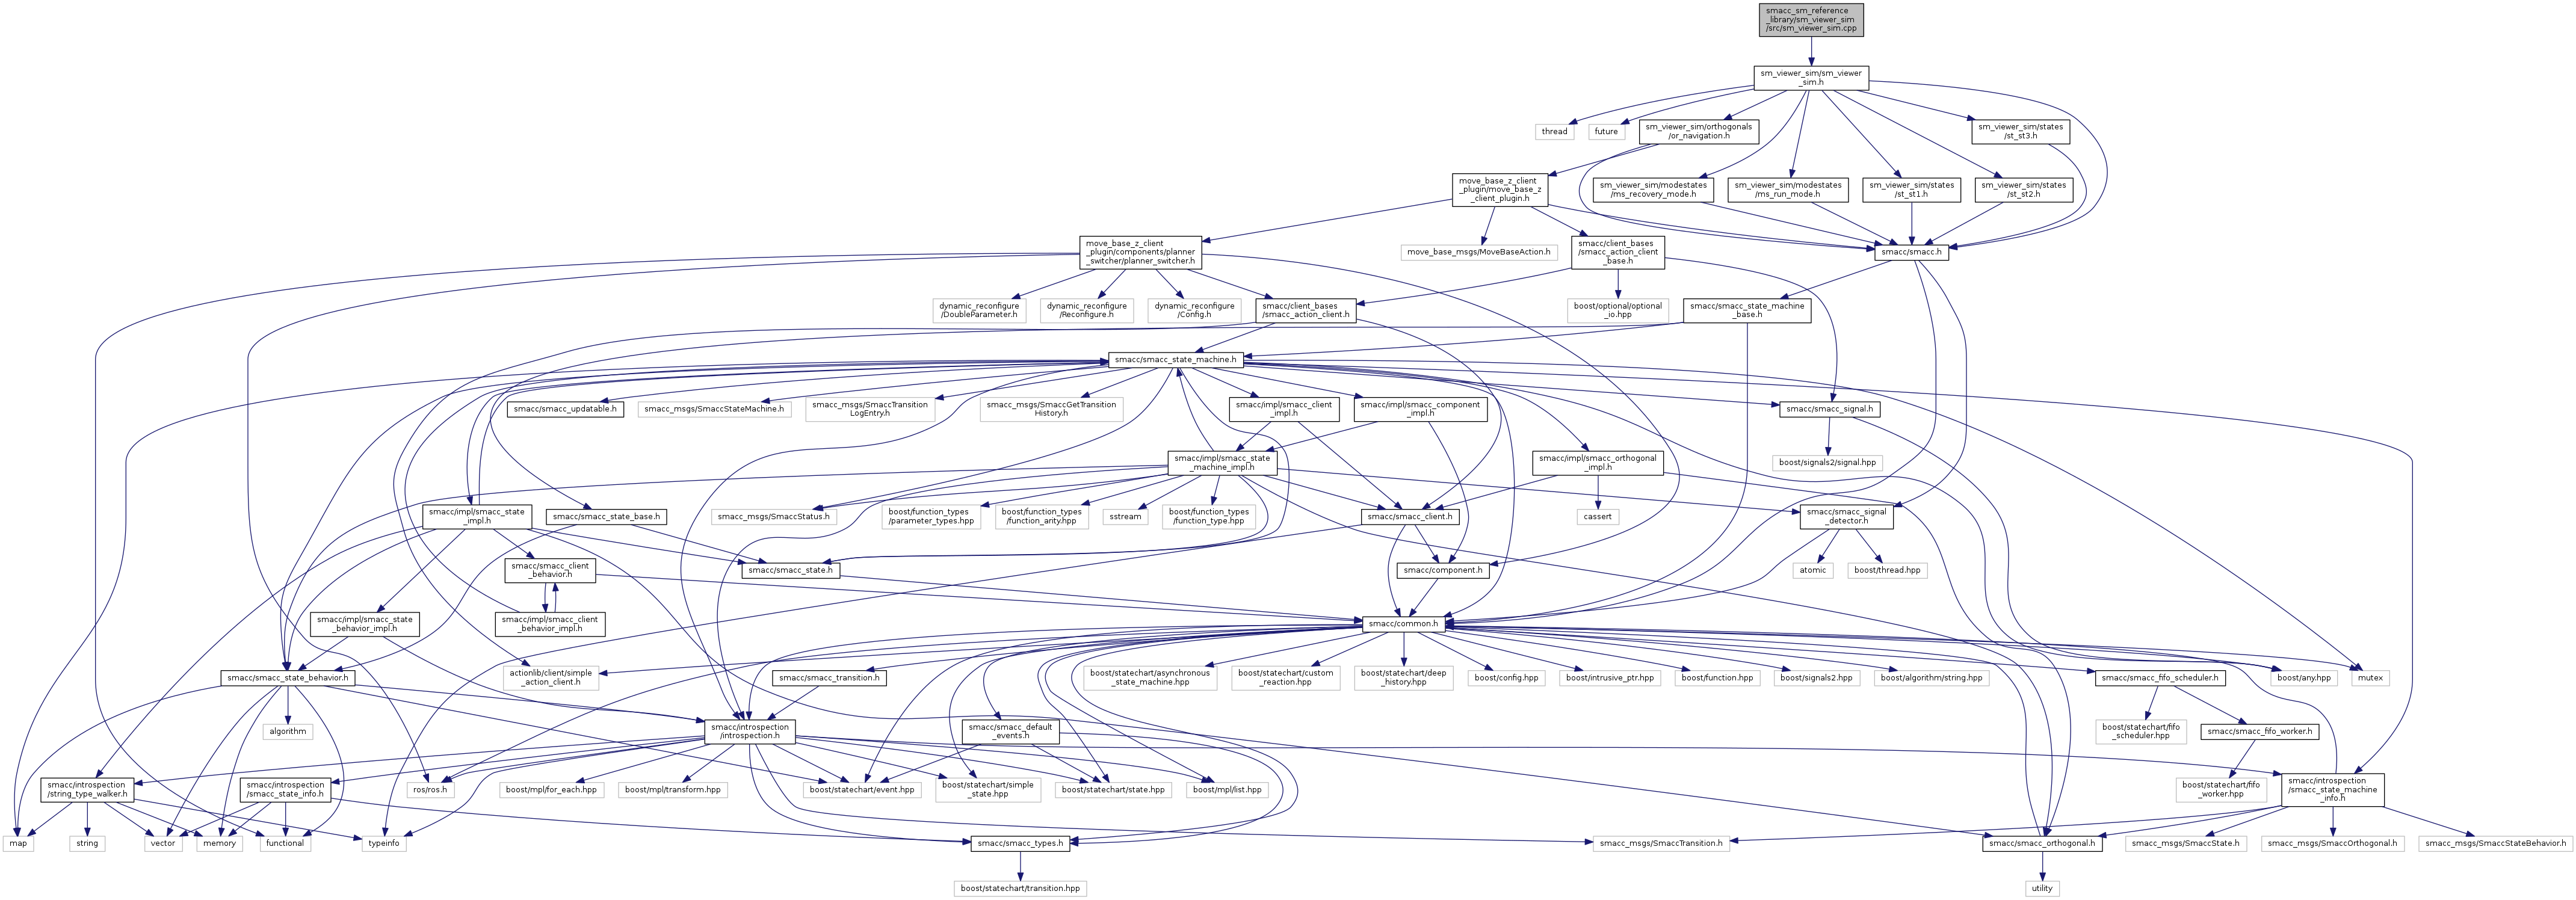 smacc_sm_reference
_library/sm_viewer_sim
/src/sm_viewer_sim.cpp
sm_viewer_sim/sm_viewer
_sim.h
thread
future
sm_viewer_sim/orthogonals
/or_navigation.h
sm_viewer_sim/states
/st_st3.h
move_base_z_client
_plugin/move_base_z
_client_plugin.h
sm_viewer_sim/modestates
/ms_recovery_mode.h
sm_viewer_sim/modestates
/ms_run_mode.h
sm_viewer_sim/states
/st_st1.h
sm_viewer_sim/states
/st_st2.h
move_base_z_client
_plugin/components/planner
_switcher/planner_switcher.h
move_base_msgs/MoveBaseAction.h
smacc/client_bases
/smacc_action_client
_base.h
smacc/smacc.h
dynamic_reconfigure
/DoubleParameter.h
dynamic_reconfigure
/Reconfigure.h
dynamic_reconfigure
/Config.h
smacc/client_bases
/smacc_action_client.h
boost/optional/optional
_io.hpp
smacc/smacc_state_machine
_base.h
smacc/smacc_state_machine.h
smacc/smacc_updatable.h
smacc_msgs/SmaccStateMachine.h
smacc_msgs/SmaccTransition
LogEntry.h
smacc_msgs/SmaccGetTransition
History.h
smacc/impl/smacc_client
_impl.h
smacc/impl/smacc_component
_impl.h
smacc/smacc_signal.h
smacc/impl/smacc_state
_machine_impl.h
smacc/impl/smacc_orthogonal
_impl.h
boost/signals2/signal.hpp
smacc/impl/smacc_state
_impl.h
smacc/smacc_state_base.h
smacc_msgs/SmaccStatus.h
boost/function_types
/parameter_types.hpp
boost/function_types
/function_arity.hpp
sstream
boost/function_types
/function_type.hpp
smacc/smacc_client.h
cassert
smacc/smacc_signal
_detector.h
smacc/smacc_client
_behavior.h
smacc/smacc_state.h
smacc/component.h
atomic
boost/thread.hpp
smacc/impl/smacc_state
_behavior_impl.h
smacc/impl/smacc_client
_behavior_impl.h
smacc/common.h
smacc/smacc_state_behavior.h
actionlib/client/simple
_action_client.h
smacc/smacc_transition.h
boost/statechart/asynchronous
_state_machine.hpp
boost/statechart/custom
_reaction.hpp
boost/statechart/deep
_history.hpp
boost/config.hpp
boost/intrusive_ptr.hpp
boost/function.hpp
boost/signals2.hpp
boost/algorithm/string.hpp
smacc/smacc_fifo_scheduler.h
boost/any.hpp
mutex
algorithm
smacc/introspection
/introspection.h
smacc/smacc_default
_events.h
boost/statechart/fifo
_scheduler.hpp
smacc/smacc_fifo_worker.h
smacc/introspection
/string_type_walker.h
smacc/introspection
/smacc_state_info.h
ros/ros.h
boost/mpl/for_each.hpp
boost/mpl/transform.hpp
boost/statechart/event.hpp
boost/statechart/simple
_state.hpp
boost/statechart/state.hpp
boost/mpl/list.hpp
boost/statechart/fifo
_worker.hpp
smacc/introspection
/smacc_state_machine
_info.h
map
string
vector
memory
functional
typeinfo
smacc/smacc_types.h
smacc_msgs/SmaccTransition.h
smacc/smacc_orthogonal.h
smacc_msgs/SmaccState.h
smacc_msgs/SmaccOrthogonal.h
smacc_msgs/SmaccStateBehavior.h
boost/statechart/transition.hpp
utility